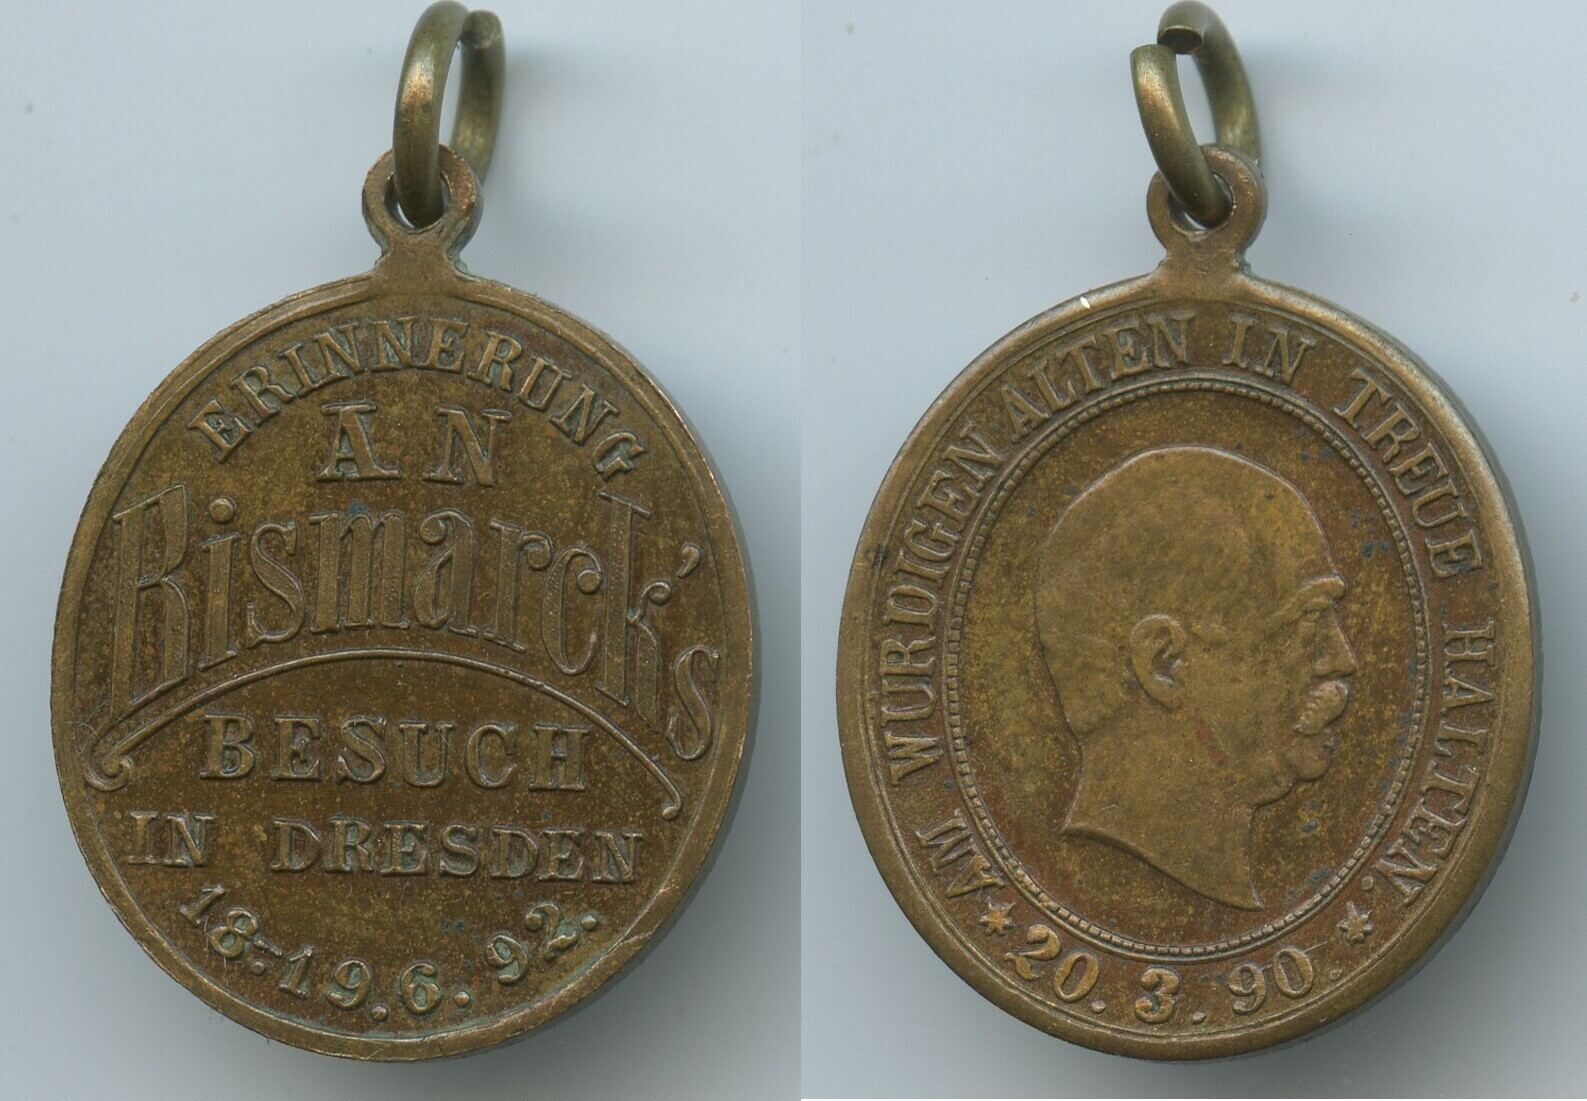 ERINNERUNG
AN
Bismarck's
BESUCH
IN DRESDEN
18.-19.6.92.
AM WURDIGEN ALTEN IN TREUE HALTEN.
20.3.90.